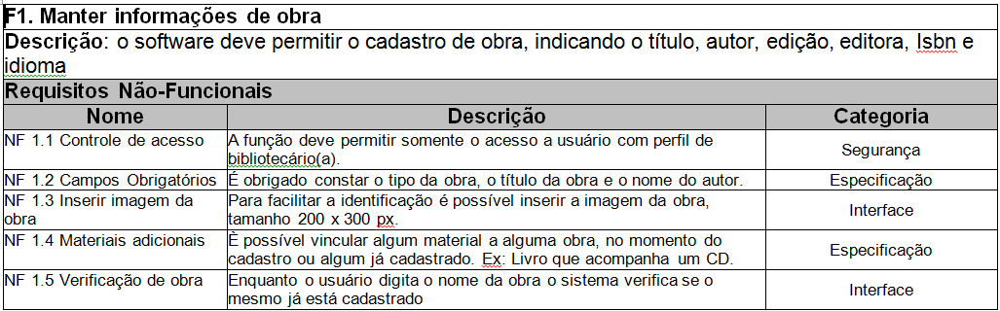 F1. Manter informações de obra
Descrição: o software deve permitir o cadastro de obra, indicando o título, autor, edição, editora, Isbn e
idioma
Requisitos Não-Funcionais
Nome Descrição Categoria
NF 1.1 Controle de acesso A função deve permitir somente o acesso a usuário com perfil de
bibliotecário(a). Segurança
NF 1.2 Campos Obrigatórios É obrigado constar o tipo da obra, o título da obra e o nome do autor. Especificação
NF 1.3 Inserir imagem da Para facilitar a identificação é possível inserir a imagem da obra,
obra tamanho 200 x 300 px. Interface
NF 1.4 Materiais adicionais È possível vincular algum material a alguma obra, no momento do
cadastro ou algum já cadastrado. Ex: Livro que acompanha um CD. Especificação
NF 1.5 Verificação de obra Enquanto o usuário digita o nome da obra o sistema verifica se o
mesmo já está cadastrado Interface